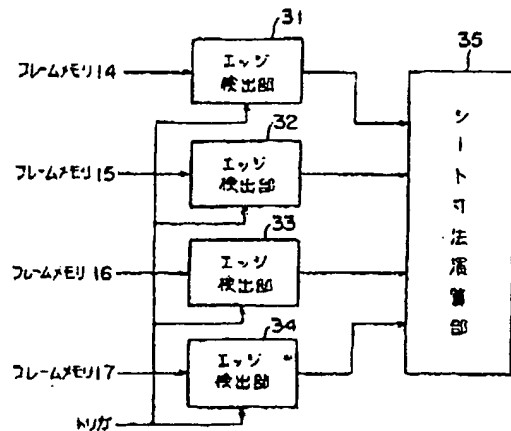 31
35
フレームメモリ14
エッジ
検出部
32
フレームメモリ15
エッジ
検出部
33
フレームメモリ16
エッジ
検出部
34
フレームメモリ17
エッジ
検出部
トリガ
シート寸法演算部